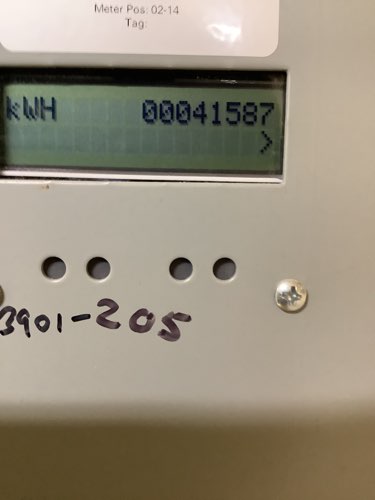 Meter Pos: 02-14
Tag:
kWH 00041587
>
3901-205